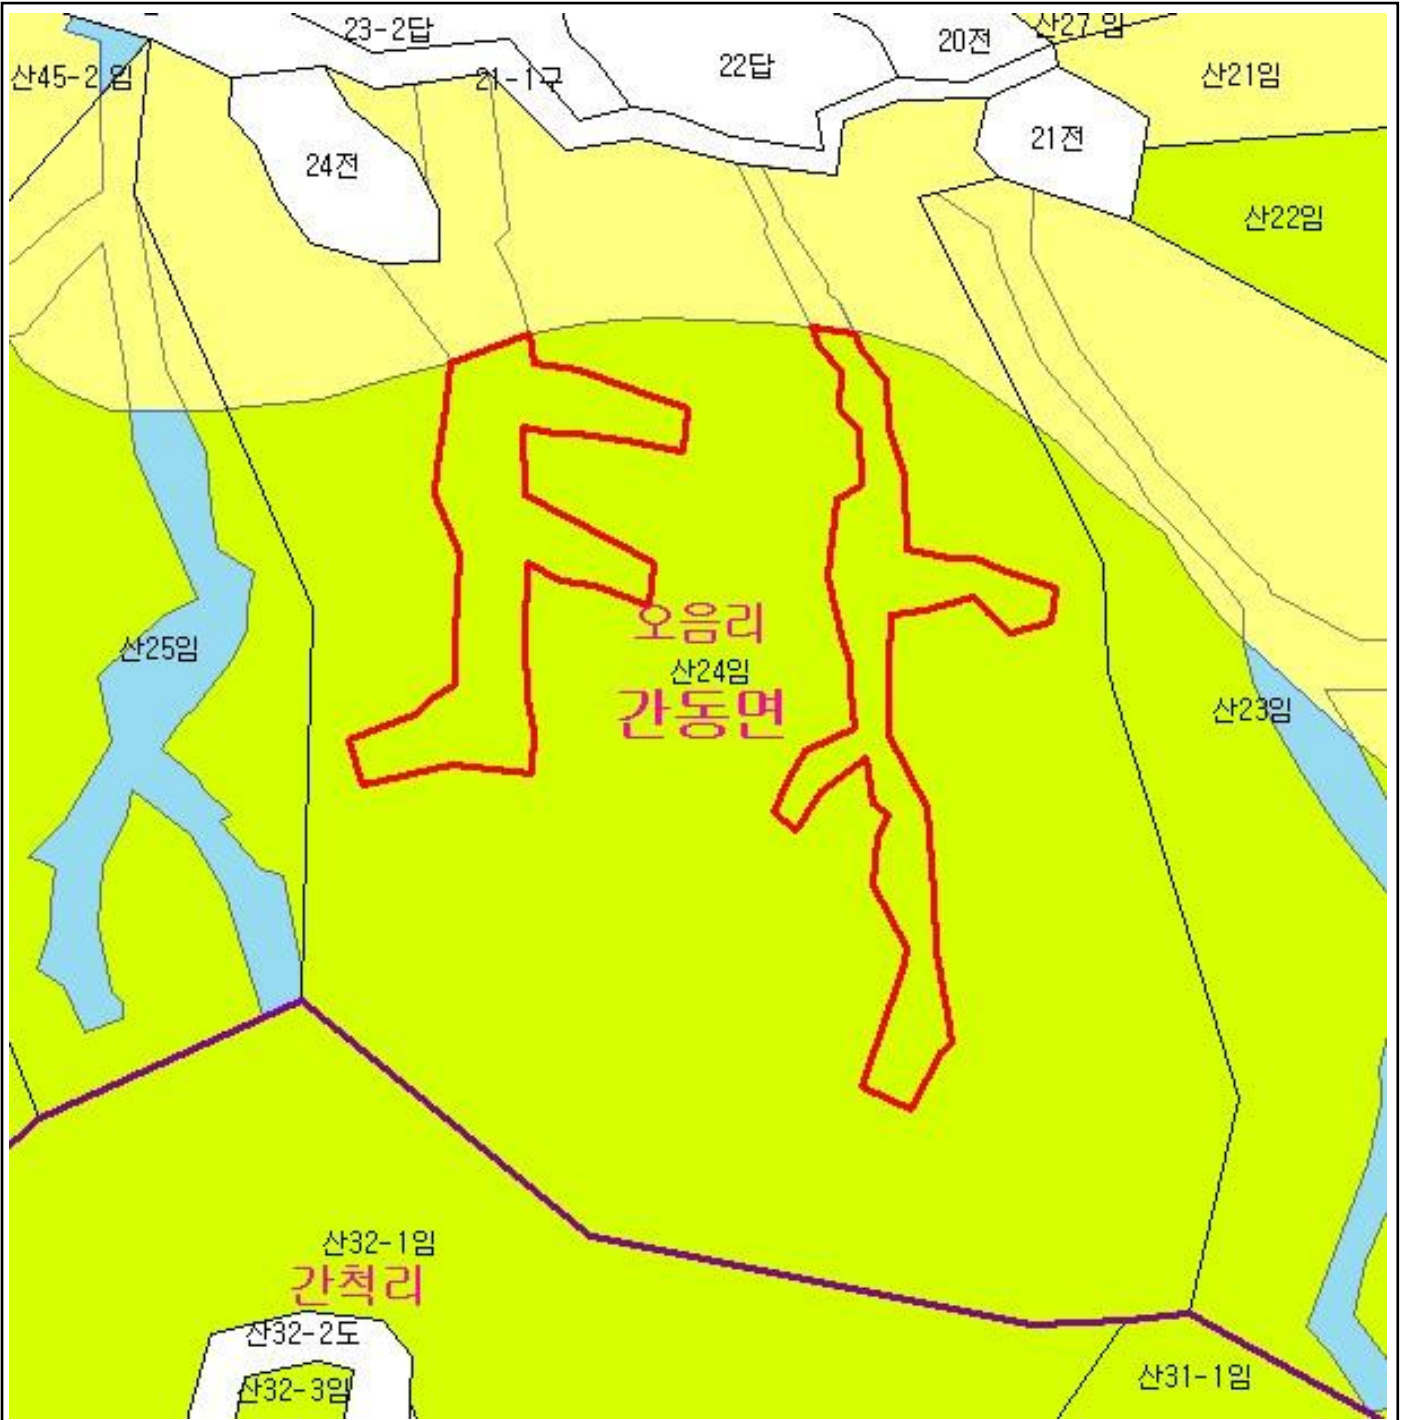 23-2답
20전
산27 임
산45-2 임
21-1구
22답
산21임
24전
21전
산22임
오음리
산25임
산24임
간동면
산23임
산32-1임
간척리
산32-2도
산32-3임
산31-1임